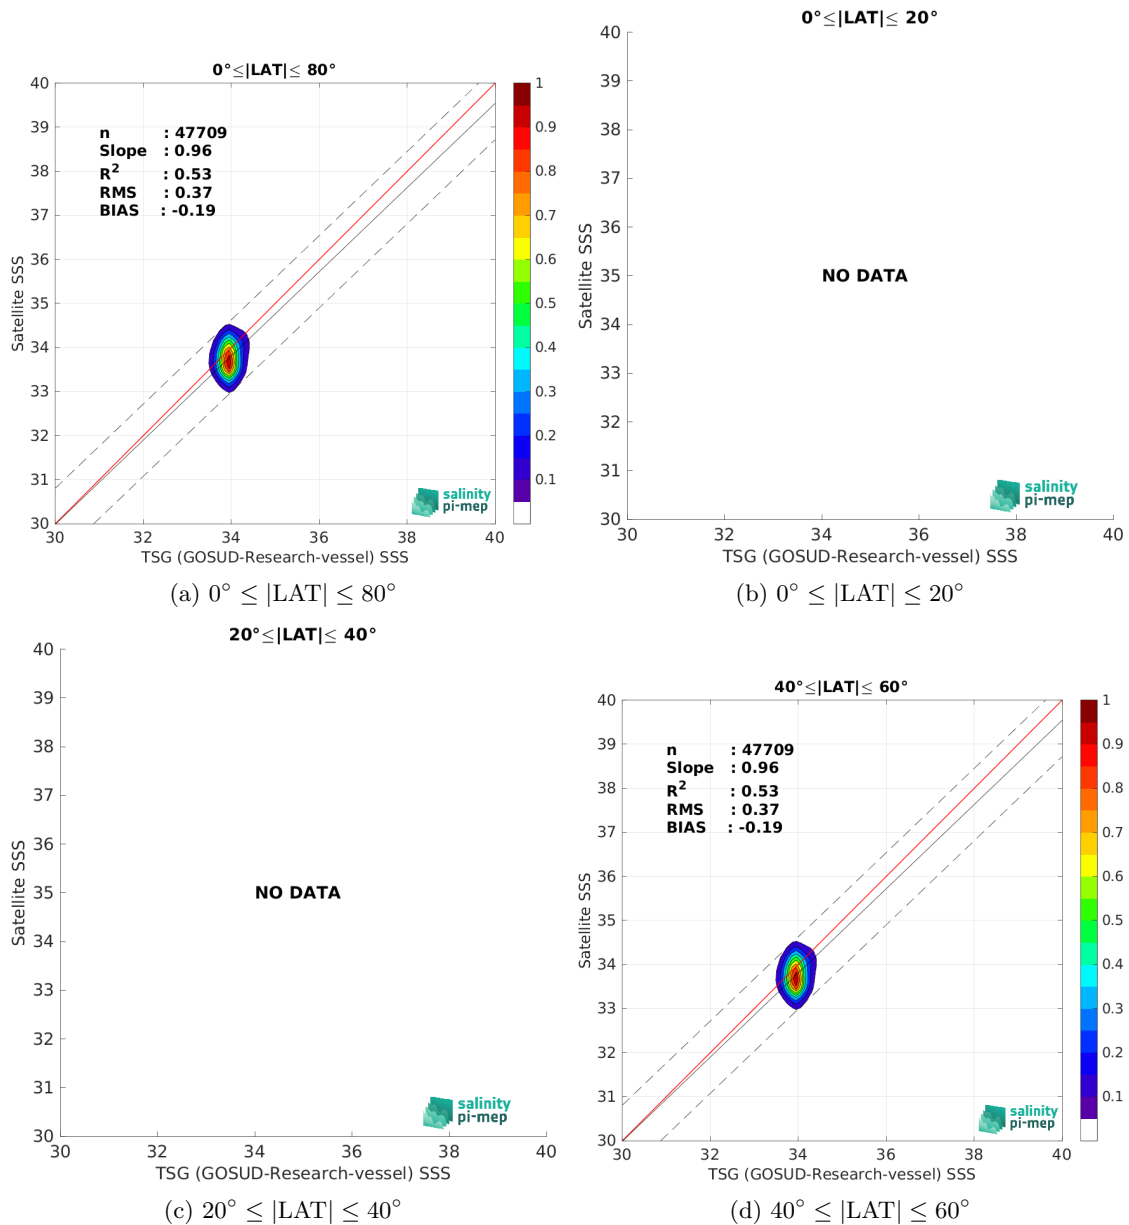 0°≤|LAT|≤ 80°
40
39
38
37
36
35
34
33
32
31
30
Satellite SSS
n : 47709
Slope : 0.96
R² : 0.53
RMS : 0.37
BIAS : -0.19
salinity
pi-mep
30 32 34 36 38 40
TSG (GOSUD-Research-vessel) SSS
1
0.9
0.8
0.7
0.6
0.5
0.4
0.3
0.2
0.1
(a) 0° ≤ |LAT| ≤ 80°
0°≤|LAT|≤ 20°
40
39
38
37
36
35
34
33
32
31
30
Satellite SSS
NO DATA
salinity
pi-mep
30 32 34 36 38 40
TSG (GOSUD-Research-vessel) SSS
(b) 0° ≤ |LAT| ≤ 20°
20°≤|LAT|≤ 40°
40
39
38
37
36
35
34
33
32
31
30
Satellite SSS
NO DATA
salinity
pi-mep
30 32 34 36 38 40
TSG (GOSUD-Research-vessel) SSS
(c) 20° ≤ |LAT| ≤ 40°
40°≤|LAT|≤ 60°
40
39
38
37
36
35
34
33
32
31
30
Satellite SSS
n : 47709
Slope : 0.96
R² : 0.53
RMS : 0.37
BIAS : -0.19
salinity
pi-mep
30 32 34 36 38 40
TSG (GOSUD-Research-vessel) SSS
1
0.9
0.8
0.7
0.6
0.5
0.4
0.3
0.2
0.1
(d) 40° ≤ |LAT| ≤ 60°